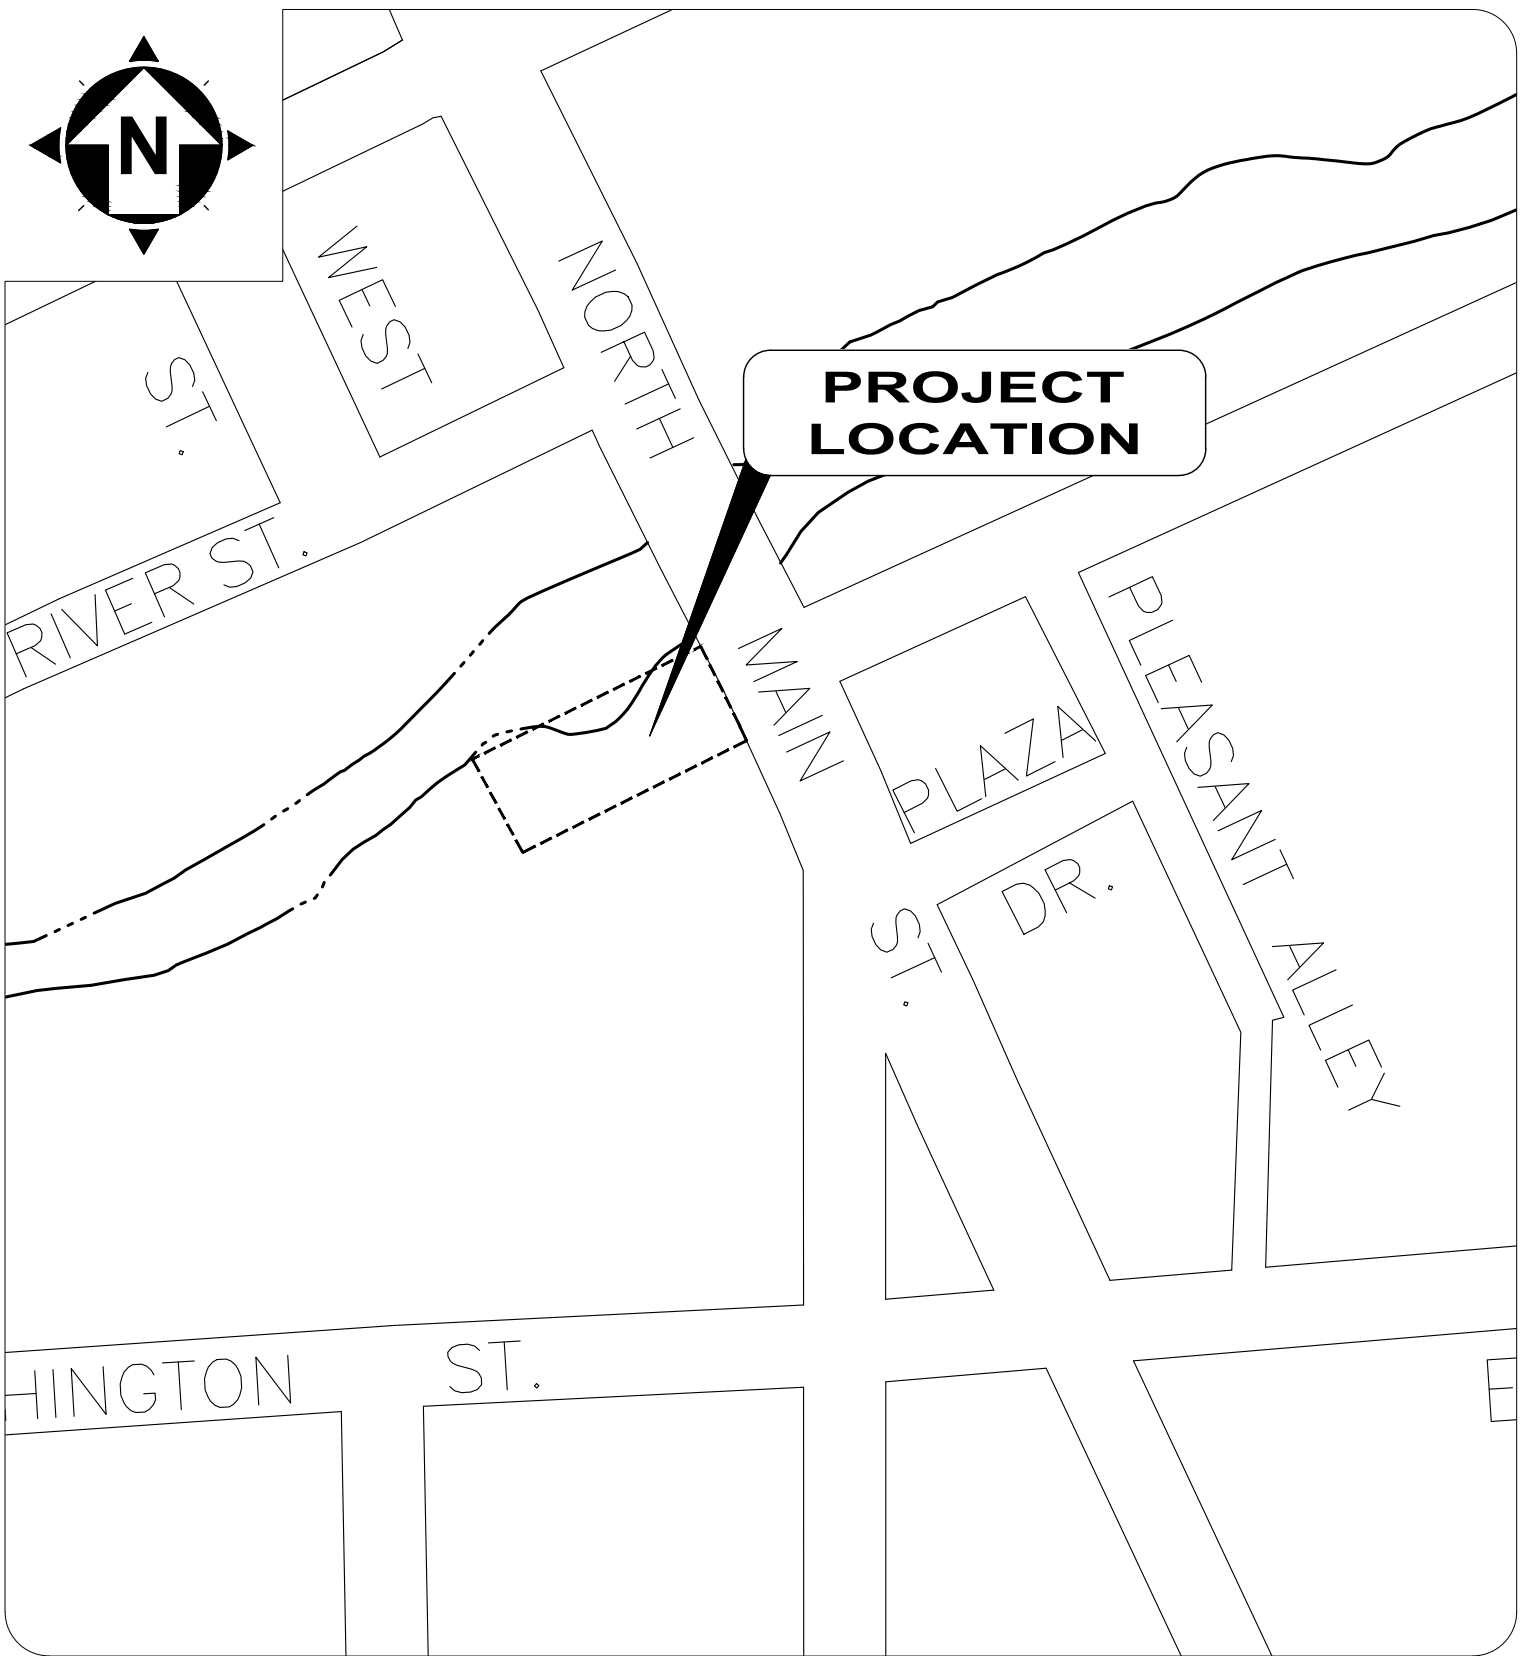 N
WEST
ST.
NORTH
MAIN
ST.
PROJECT
LOCATION
RIVER ST.
PLEASANT ALLEY
PLAZA
DR.
HINGTON ST.
E